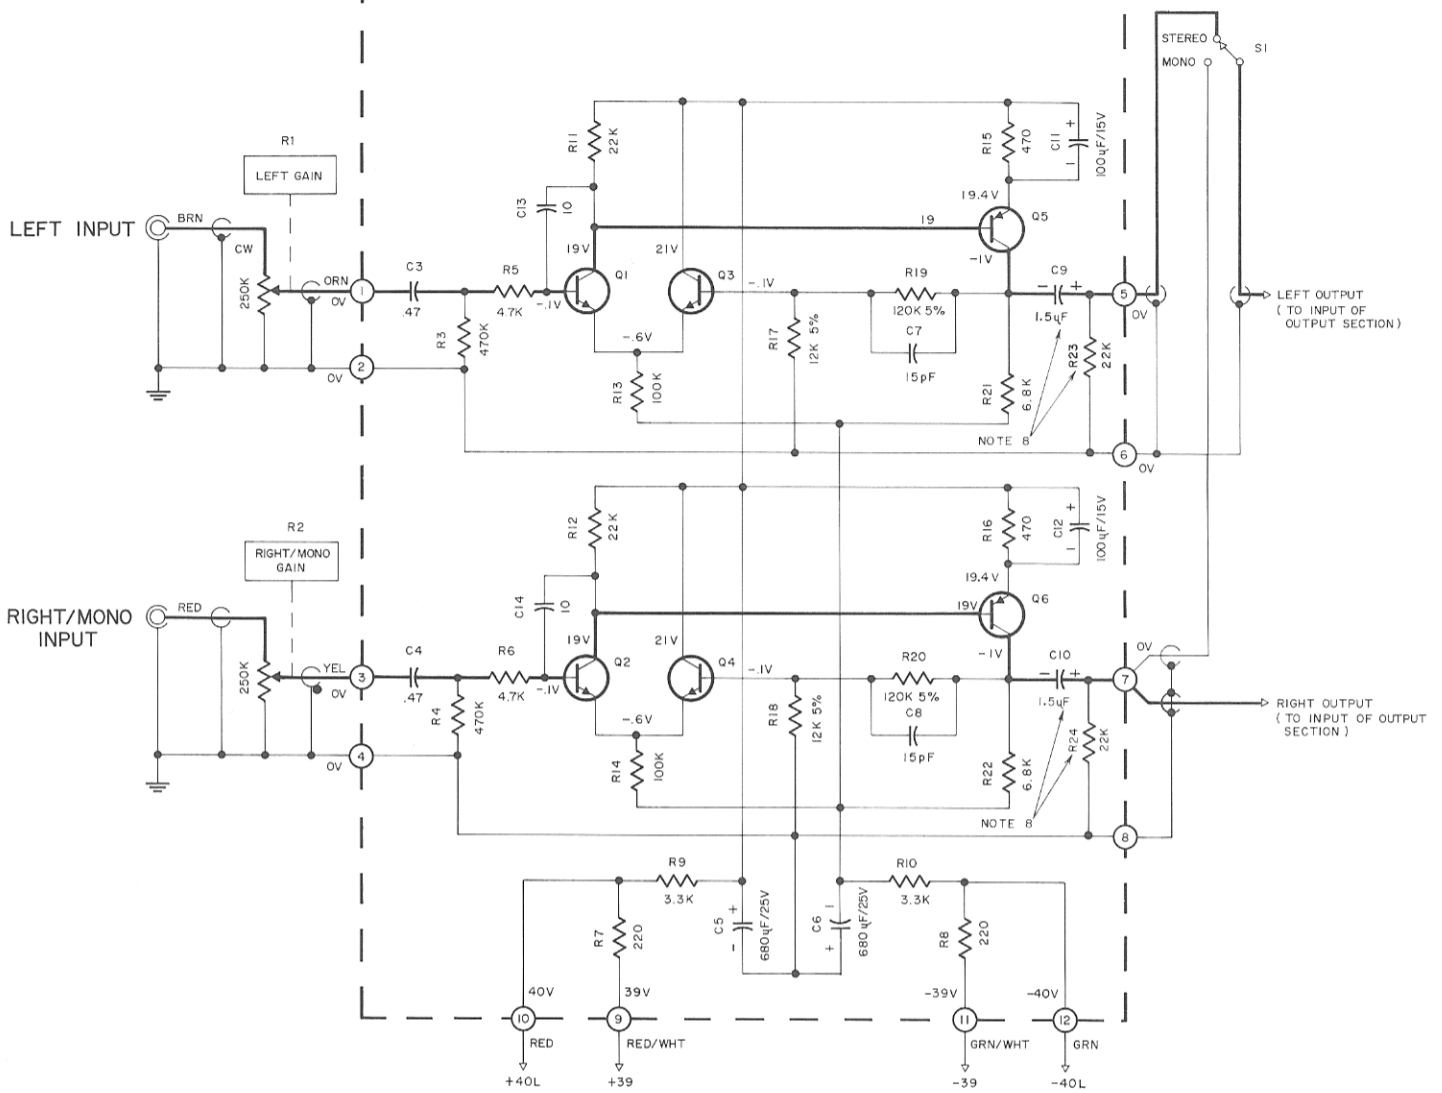 STEREO
S1
MONO
R1
LEFT GAIN
LEFT INPUT
BRN
CW
250K
ORN
0V
1
C3
.47
R3
470K
R5
4.7K
-.1V
C13
10
R11
22K
19V
Q1
21V
Q3
-.1V
-.6V
R13
100K
R17
12K 5%
R19
120K 5%
C7
15pF
19
19.4V
Q5
-1V
R15
470
C11
+
-
100µF/15V
C9
- +
1.5µF
R21
6.8K
R23
22K
NOTE 8
5
0V
LEFT OUTPUT
(TO INPUT OF
OUTPUT SECTION)
2
0V
6
0V
R2
RIGHT/MONO
GAIN
RIGHT/MONO
INPUT
RED
250K
YEL
0V
3
C4
.47
R4
470K
R6
4.7K
-.1V
C14
10
R12
22K
19V
Q2
21V
Q4
-.1V
-.6V
R14
100K
R18
12K 5%
R20
120K 5%
C8
15pF
19V
19.4V
Q6
-1V
R16
470
C12
+
-
100µF/15V
C10
- +
1.5µF
R22
6.8K
R24
22K
NOTE 8
0V
7
RIGHT OUTPUT
(TO INPUT OF OUTPUT
SECTION)
4
0V
8
R9
3.3K
R10
3.3K
R7
220
C5
+
-
680µF/25V
C6
-
+
680µF/25V
R8
220
40V
39V
-39V
-40V
10
9
11
12
RED
RED/WHT
GRN/WHT
GRN
+40L
+39
-39
-40L